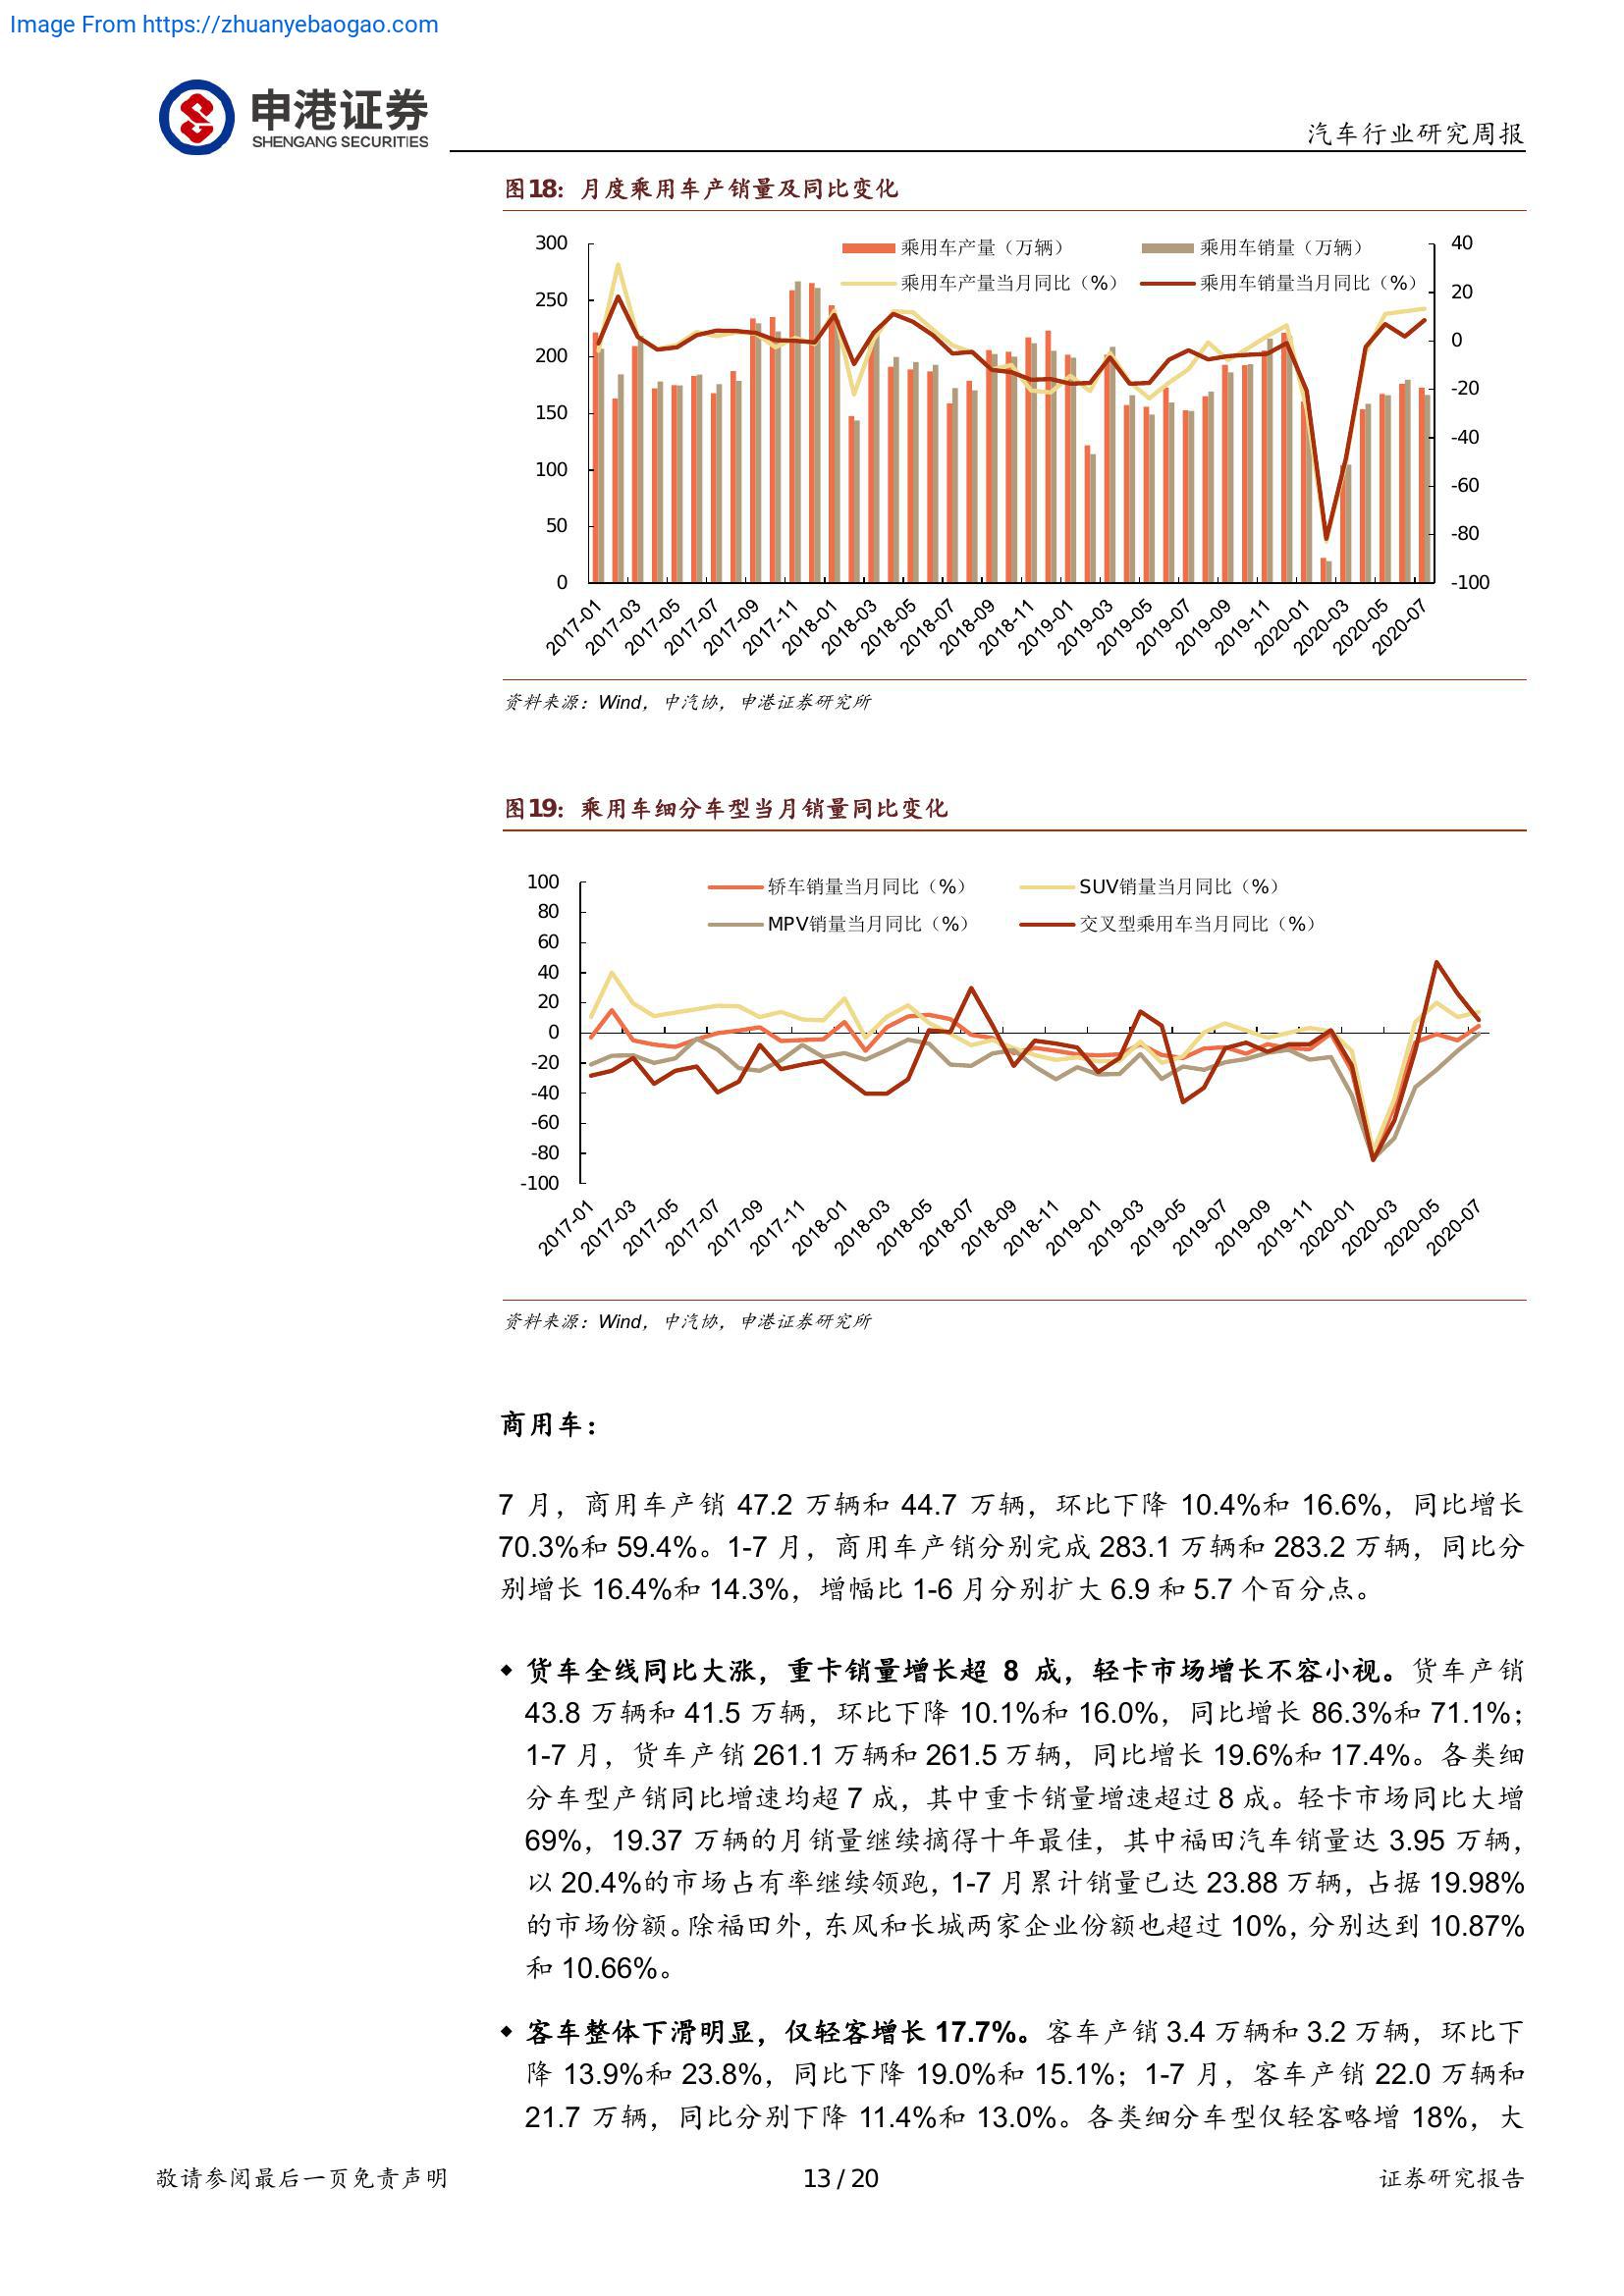 Image From https://zhuanyebaogao.com
申港证券
SHENGANG SECURITIES
汽车行业研究周报
图18：月度乘用车产销量及同比变化
乘用车产量（万辆） 乘用车销量（万辆）
乘用车产量当月同比（%） 乘用车销量当月同比（%）
300 40
250 20
200 0
150 -20
100 -40
50 -60
0 -80
-100
2017-01 2017-03 2017-05 2017-07 2017-09 2017-11 2018-01 2018-03 2018-05 2018-07 2018-09 2018-11 2019-01 2019-03 2019-05 2019-07 2019-09 2019-11 2020-01 2020-03 2020-05 2020-07
资料来源：Wind，中汽协，申港证券研究所
图19：乘用车细分车型当月销量同比变化
轿车销量当月同比（%） SUV销量当月同比（%）
MPV销量当月同比（%） 交叉型乘用车当月同比（%）
100
80
60
40
20
0
-20
-40
-60
-80
-100
2017-01 2017-03 2017-05 2017-07 2017-09 2017-11 2018-01 2018-03 2018-05 2018-07 2018-09 2018-11 2019-01 2019-03 2019-05 2019-07 2019-09 2019-11 2020-01 2020-03 2020-05 2020-07
资料来源：Wind，中汽协，申港证券研究所
商用车：
7 月，商用车产销 47.2 万辆和 44.7 万辆，环比下降 10.4%和 16.6%，同比增长
70.3%和 59.4%。1-7 月，商用车产销分别完成 283.1 万辆和 283.2 万辆，同比分
别增长 16.4%和 14.3%，增幅比 1-6 月分别扩大 6.9 和 5.7 个百分点。
◆ 货车全线同比大涨，重卡销量增长超 8 成，轻卡市场增长不容小视。货车产销
43.8 万辆和 41.5 万辆，环比下降 10.1%和 16.0%，同比增长 86.3%和 71.1%；
1-7 月，货车产销 261.1 万辆和 261.5 万辆，同比增长 19.6%和 17.4%。各类细
分车型产销同比增速均超 7 成，其中重卡销量增速超过 8 成。轻卡市场同比大增
69%，19.37 万辆的月销量继续摘得十年最佳，其中福田汽车销量达 3.95 万辆，
以 20.4%的市场占有率继续领跑，1-7 月累计销量已达 23.88 万辆，占据 19.98%
的市场份额。除福田外，东风和长城两家企业份额也超过 10%，分别达到 10.87%
和 10.66%。
◆ 客车整体下滑明显，仅轻客增长 17.7%。客车产销 3.4 万辆和 3.2 万辆，环比下
降 13.9%和 23.8%，同比下降 19.0%和 15.1%；1-7 月，客车产销 22.0 万辆和
21.7 万辆，同比分别下降 11.4%和 13.0%。各类细分车型仅轻客略增 18%，大
敬请参阅最后一页免责声明 13 / 20 证券研究报告